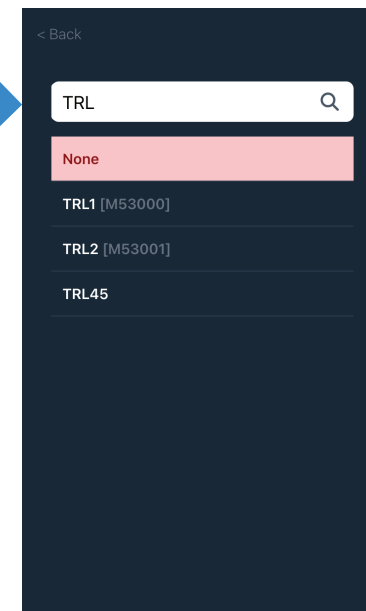 < Back
TRL
None
TRL1 [M53000]
TRL2 [M53001]
TRL45